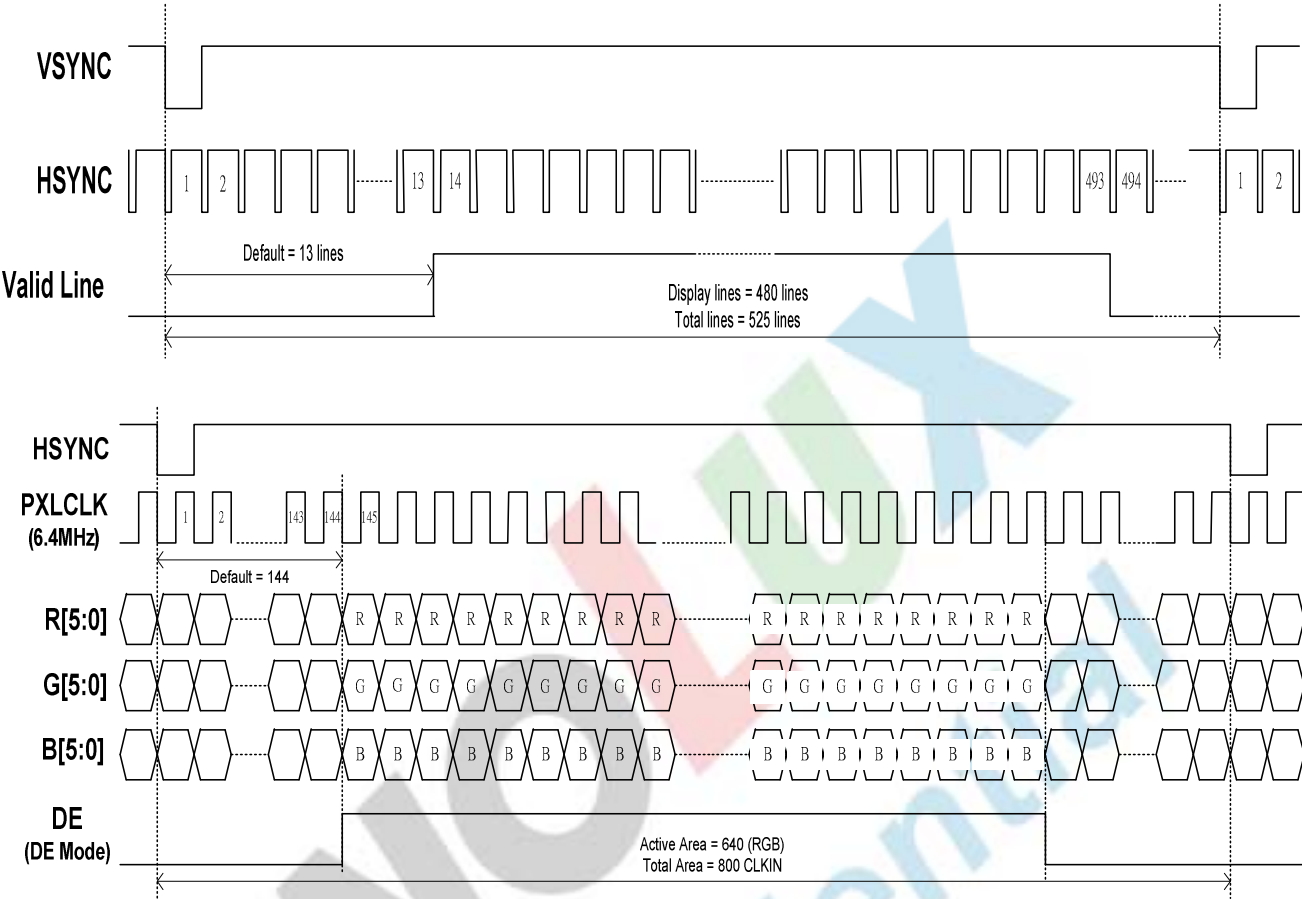 VSYNC
HSYNC
1 2 13 14 493 494 1 2
Default = 13 lines
Valid Line
Display lines = 480 lines
Total lines = 525 lines
HSYNC
PXLCLK
(6.4MHz)
1 2 143 144 145
Default = 144
R[5:0]
R R R R R R R R R R R R R R R R R
G[5:0]
G G G G G G G G G G G G G G G G G
B[5:0]
B B B B B B B B B B B B B B B B B
DE
(DE Mode)
Active Area = 640 (RGB)
Total Area = 800 CLKIN
NOLUX
ential